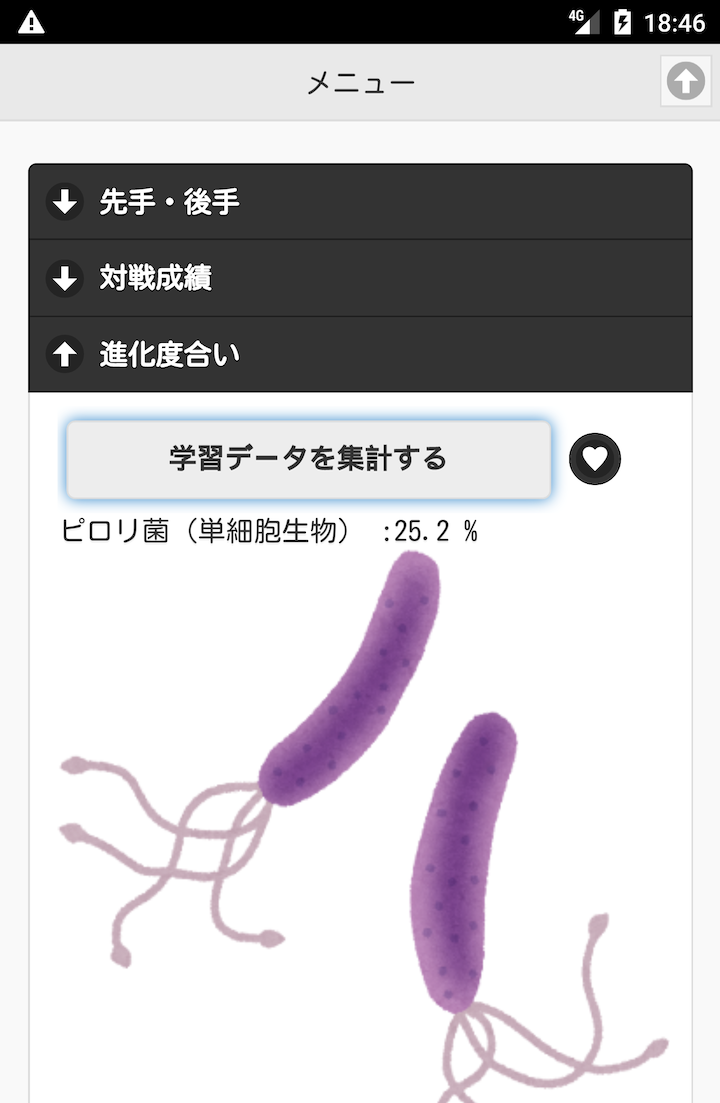 4G 18:46
メニュー
先手・後手
対戦成績
進化度合い
学習データを集計する
ピロリ菌（単細胞生物） :25.2 %